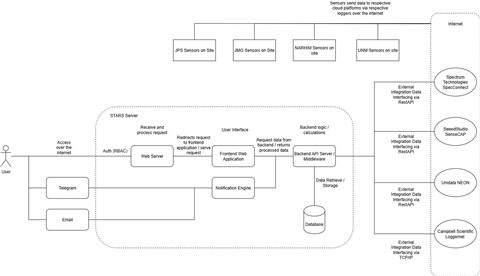 Sensors send data to respective
cloud platforms via respective
loggers over the internet
Internet
JPS Sensors on Site
JMG Sensors on Site
NARHIM Sensors on
site
UNM Sensors on site
Spectrum
Technologies
SpecConnect
External
Integration Data
Interfacing via
RestAPI
STARS Server
Receive and
process request
User Interface
Backend logic /
calculations
SeeedStudio
SenseCAP
External
Integration Data
Interfacing via
RestAPI
Access
over the
internet
Auth (RBAC)
Web Server
Redirects request
to frontend
application / serve
request
Frontend Web
Application
Request data from
backend / returns
processed data
Backend API Server /
Middleware
User
Telegram
Notification Engine
Data Retrieve /
Storage
Unidata NEON
External
Integration Data
Interfacing via
RestAPI
Email
Database
Campbell Scientific
Loggernet
External
Integration Data
Interfacing via
TCP/IP